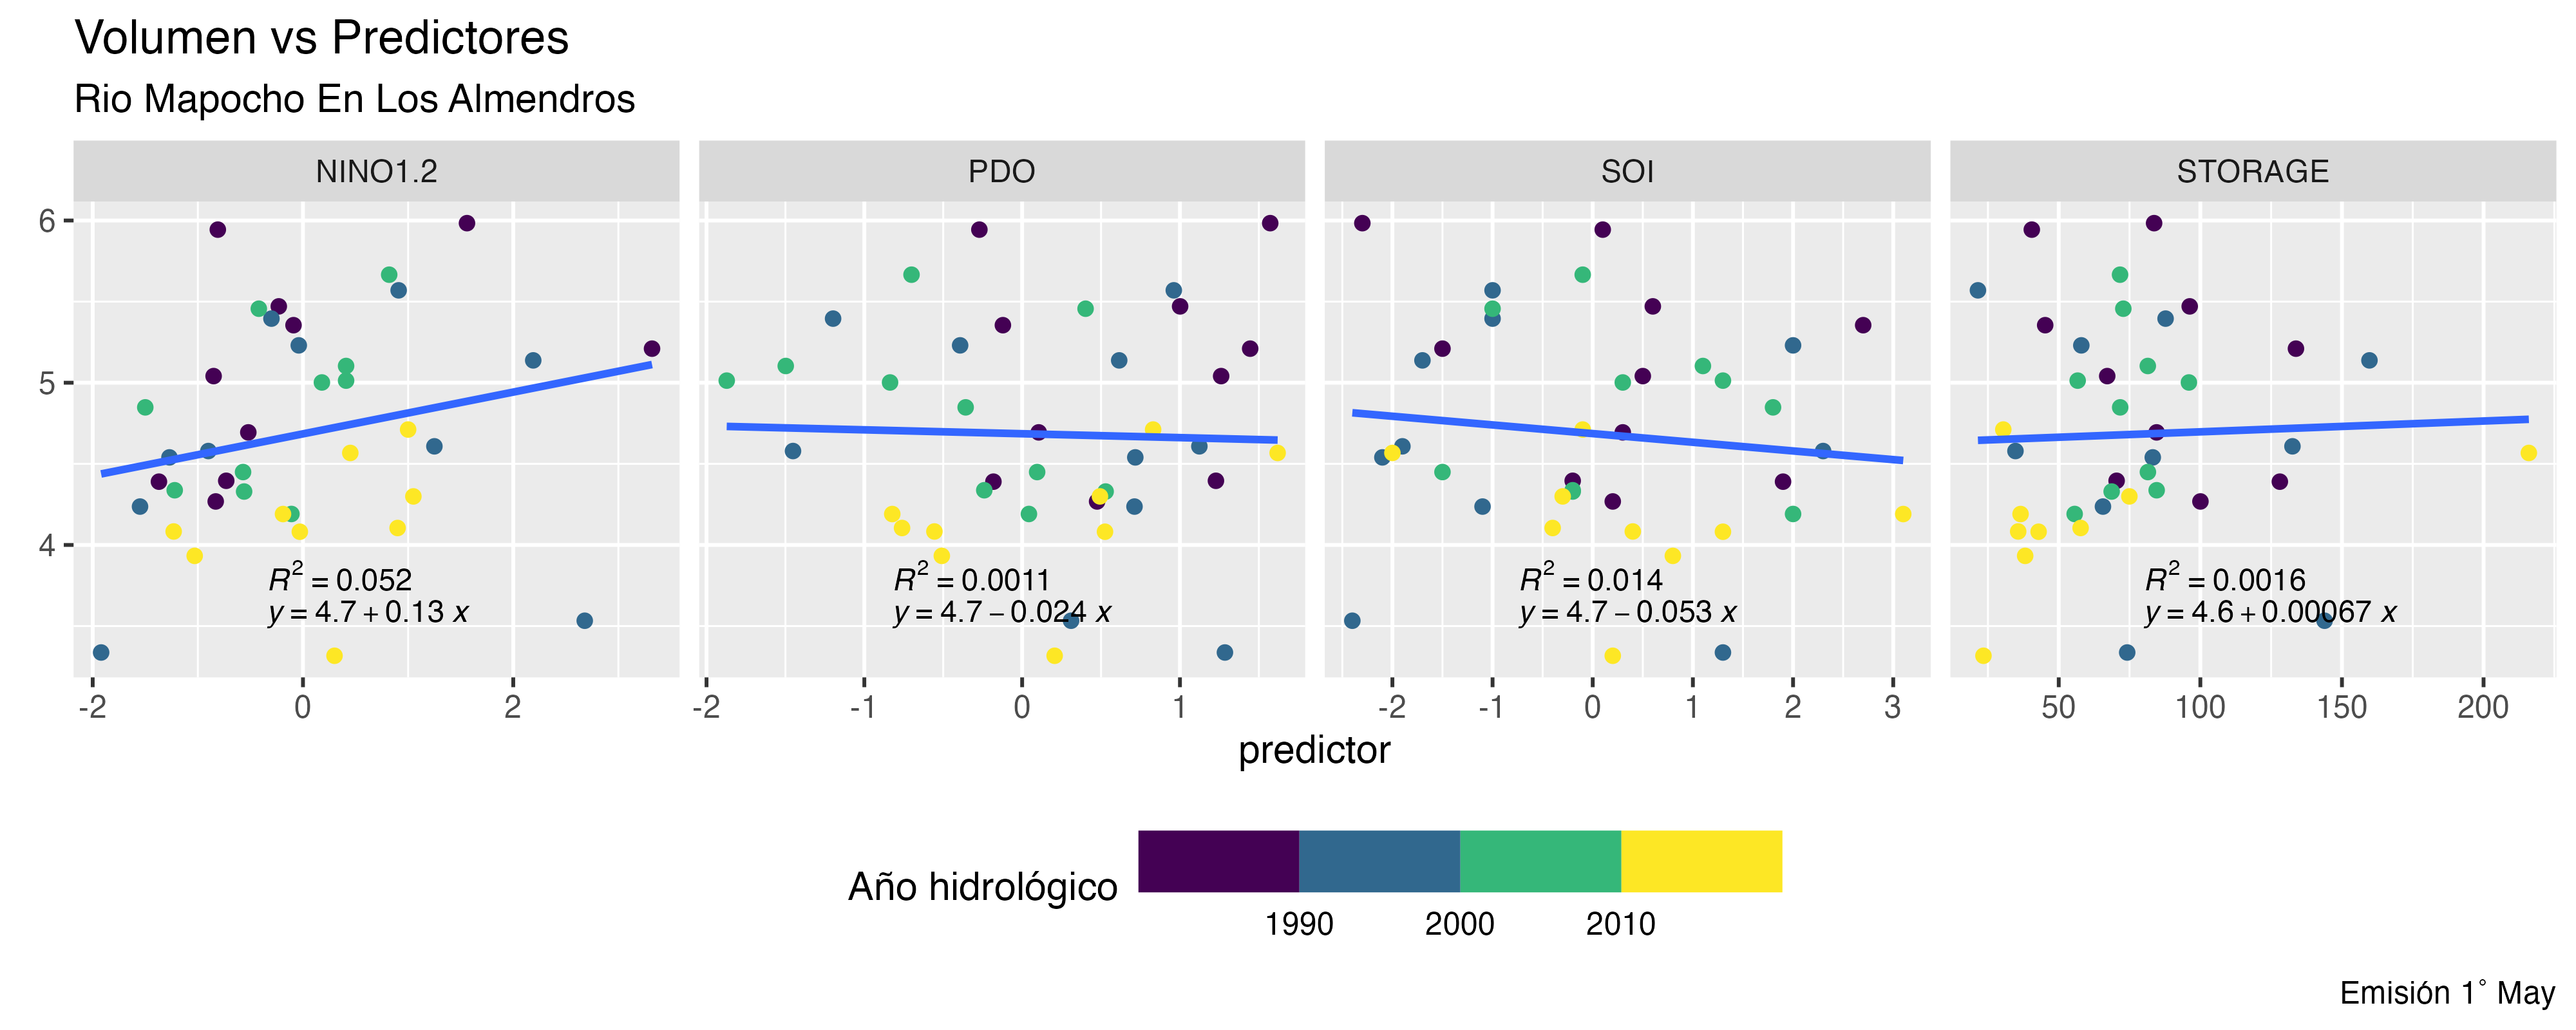 Volumen vs Predictores
Rio Mapocho En Los Almendros
NINO1.2 PDO SOI STORAGE
6
5
4
R² = 0.052
y = 4.7 + 0.13 x
R² = 0.0011
y = 4.7 − 0.024 x
R² = 0.014
y = 4.7 − 0.053 x
R² = 0.0016
y = 4.6 + 0.00067 x
-2 0 2 -2 -1 0 1 -2 -1 0 1 2 3 50 100 150 200
predictor
Año hidrológico
1990 2000 2010
Emisión 1° May